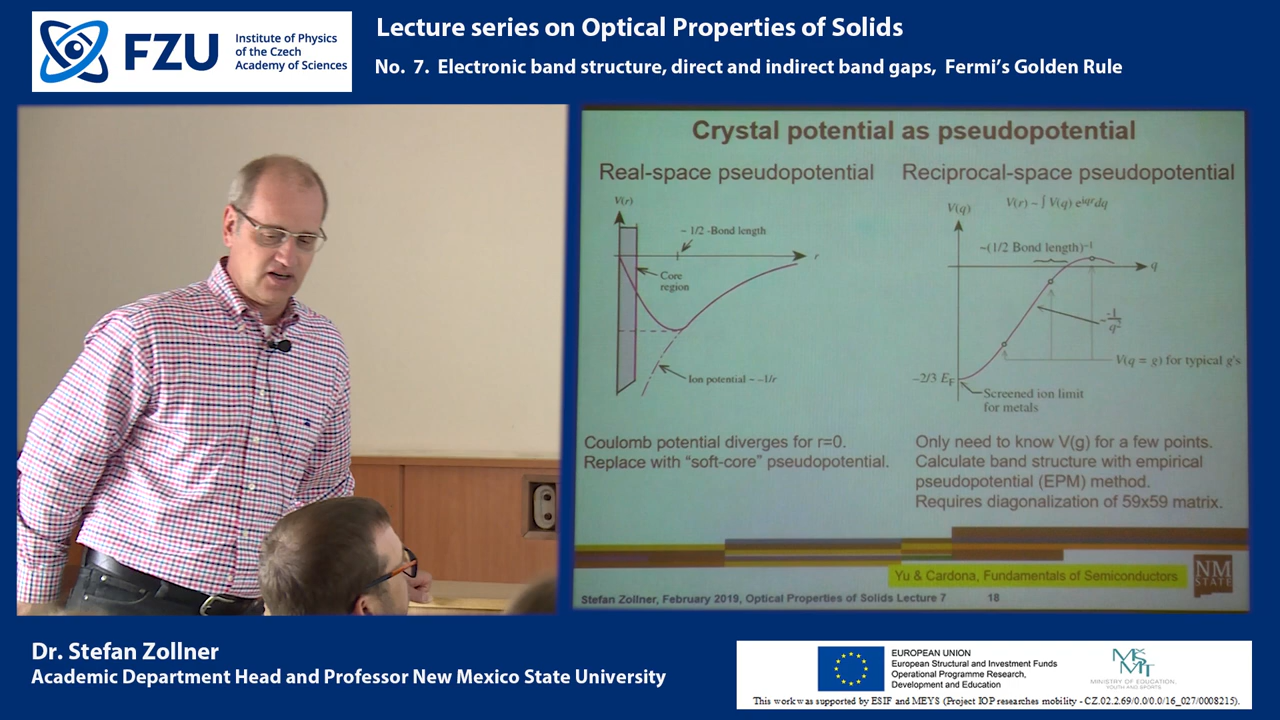 FZU
Institute of Physics
of the Czech
Academy of Sciences
Lecture series on Optical Properties of Solids
No. 7. Electronic band structure, direct and indirect band gaps, Fermi's Golden Rule
Crystal potential as pseudopotential
Real-space pseudopotential
V(r)
~ 1/2 -Bond length
r
Core
region
Ion potential ~ –1/r
Coulomb potential diverges for r=0.
Replace with “soft-core” pseudopotential.
Reciprocal-space pseudopotential
V(r) ~ ∫ V(q) e^{iqr}dq
V(q)
~(1/2 Bond length)⁻¹
q
~ -1/q²
V(q = g) for typical g's
–2/3 E_F
Screened ion limit
for metals
Only need to know V(g) for a few points.
Calculate band structure with empirical
pseudopotential (EPM) method.
Requires diagonalization of 59x59 matrix.
Yu & Cardona, Fundamentals of Semiconductors
NM
STATE
Stefan Zollner, February 2019, Optical Properties of Solids Lecture 7 18
Dr. Stefan Zollner
Academic Department Head and Professor New Mexico State University
EUROPEAN UNION
European Structural and Investment Funds
Operational Programme Research,
Development and Education
MINISTRY OF EDUCATION,
YOUTH AND SPORTS
This work was supported by ESIF and MEYS (Project IOP researches mobility - CZ.02.2.69/0.0/0.0/16_027/0008215).